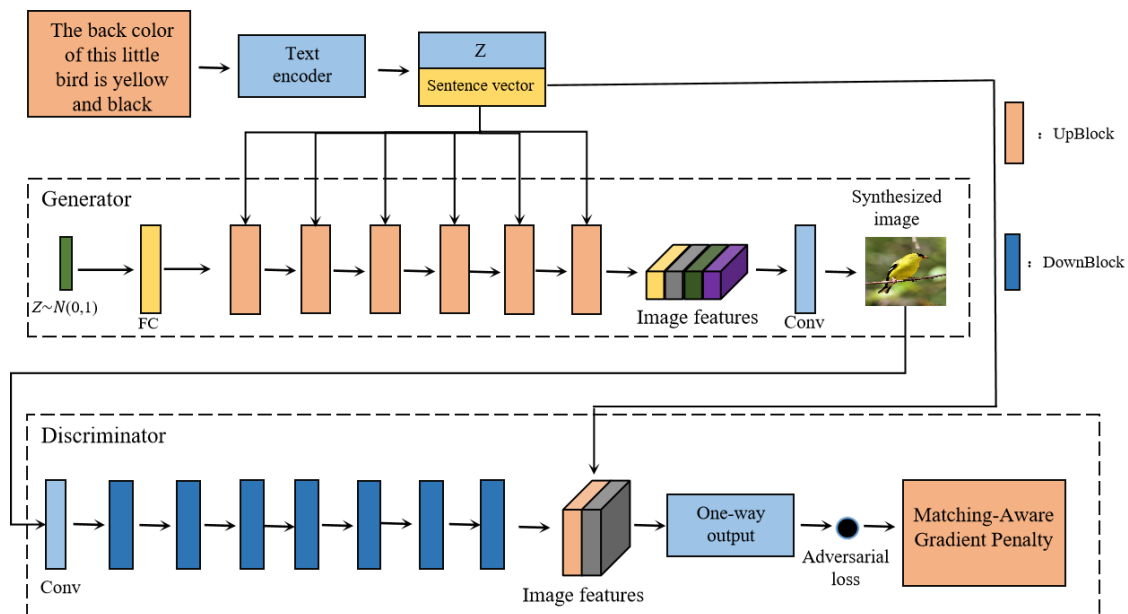 The back color
of this little
bird is yellow
and black
Text
encoder
Z
Sentence vector
: UpBlock
: DownBlock
Generator
Synthesized
image
Z~N(0,1)
FC
Image features
Conv
Discriminator
Conv
Image features
One-way
output
Adversarial
loss
Matching-Aware
Gradient Penalty